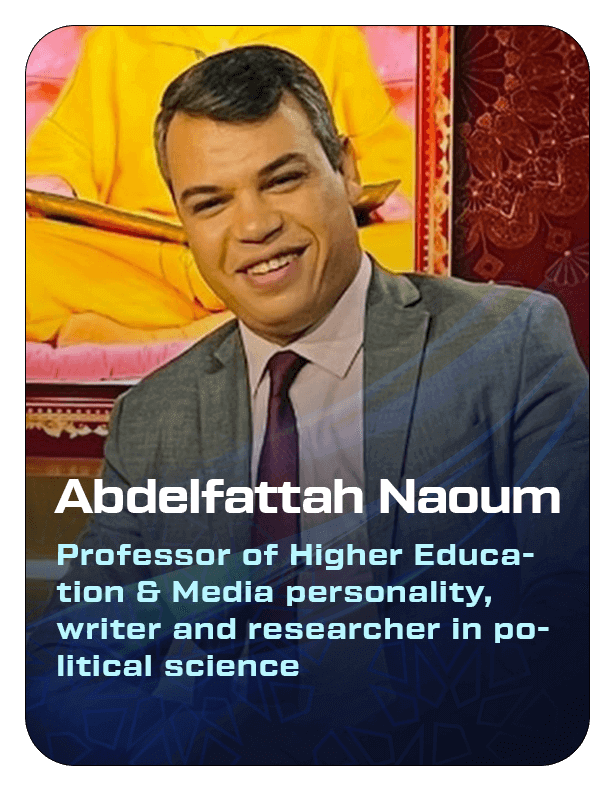 Abdelfattah Naoum
Professor of Higher Educa-
tion & Media personality,
writer and researcher in po-
litical science